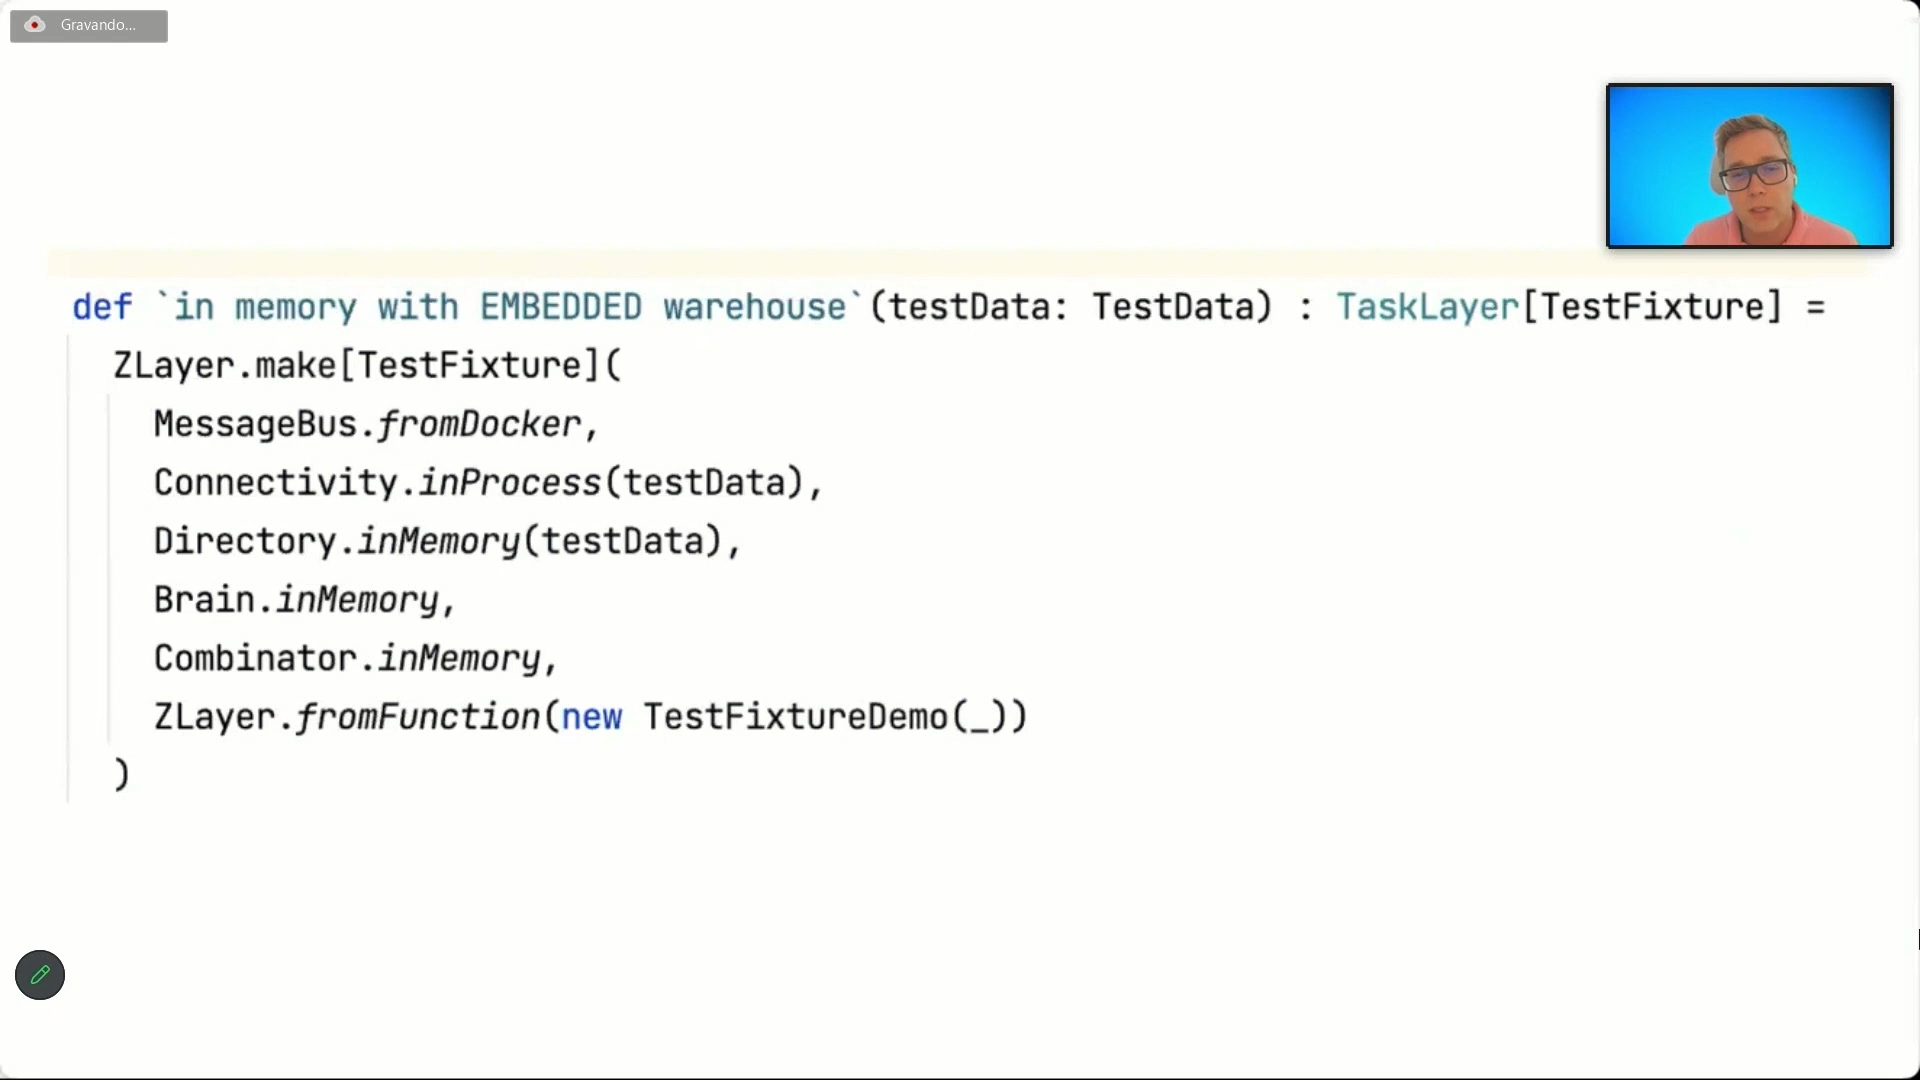 Gravando...
def `in memory with EMBEDDED warehouse`(testData: TestData) : TaskLayer[TestFixture] =
ZLayer.make[TestFixture](
MessageBus.fromDocker,
Connectivity.inProcess(testData),
Directory.inMemory(testData),
Brain.inMemory,
Combinator.inMemory,
ZLayer.fromFunction(new TestFixtureDemo(_))
)